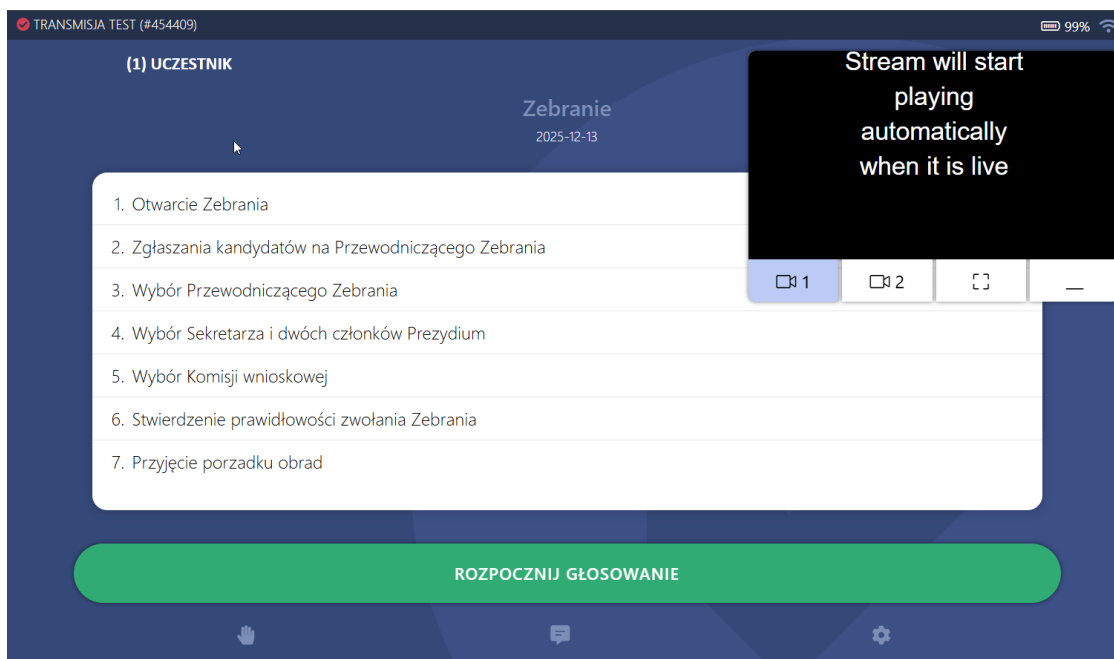 TRANSMISJA TEST (#454409)
99%
(1) UCZESTNIK
Zebranie
2025-12-13
Stream will start
playing
automatically
when it is live
1
2
1. Otwarcie Zebrania
2. Zgłaszania kandydatów na Przewodniczącego Zebrania
3. Wybór Przewodniczącego Zebrania
4. Wybór Sekretarza i dwóch członków Prezydium
5. Wybór Komisji wnioskowej
6. Stwierdzenie prawidłowości zwołania Zebrania
7. Przyjęcie porzadku obrad
ROZPOCZNIJ GŁOSOWANIE